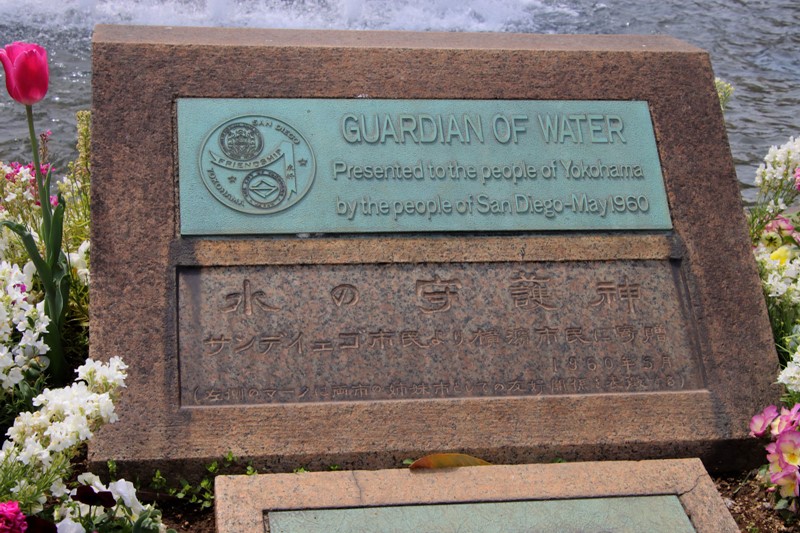 SAN DIEGO
FRIENDSHIP
YOKOHAMA
GUARDIAN OF WATER
Presented to the people of Yokohama
by the people of San Diego-May 1960
水の守護神
サンデイエゴ市民より横浜市民に寄贈
1960年5月